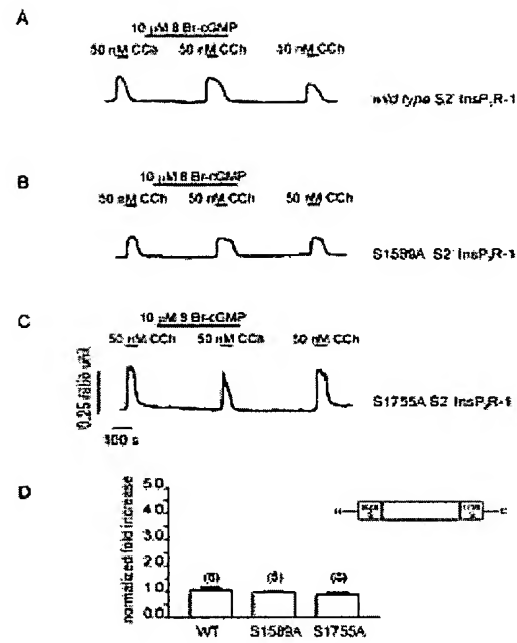 A
10 µM 8 Br-cGMP
50 nM CCh 50 nM CCh 50 nM CCh
wild type S2⁻ InsP₃R-1
B
10 µM 8 Br-cGMP
50 nM CCh 50 nM CCh 50 nM CCh
S1589A S2⁻ InsP₃R-1
C
10 µM 8 Br-cGMP
50 nM CCh 50 nM CCh 50 nM CCh
S1755A S2⁻ InsP₃R-1
0.25 ratio unit
100 s
D
normalized fold increase
5.0
4.0
3.0
2.0
1.0
0.0
WT S1589A S1755A